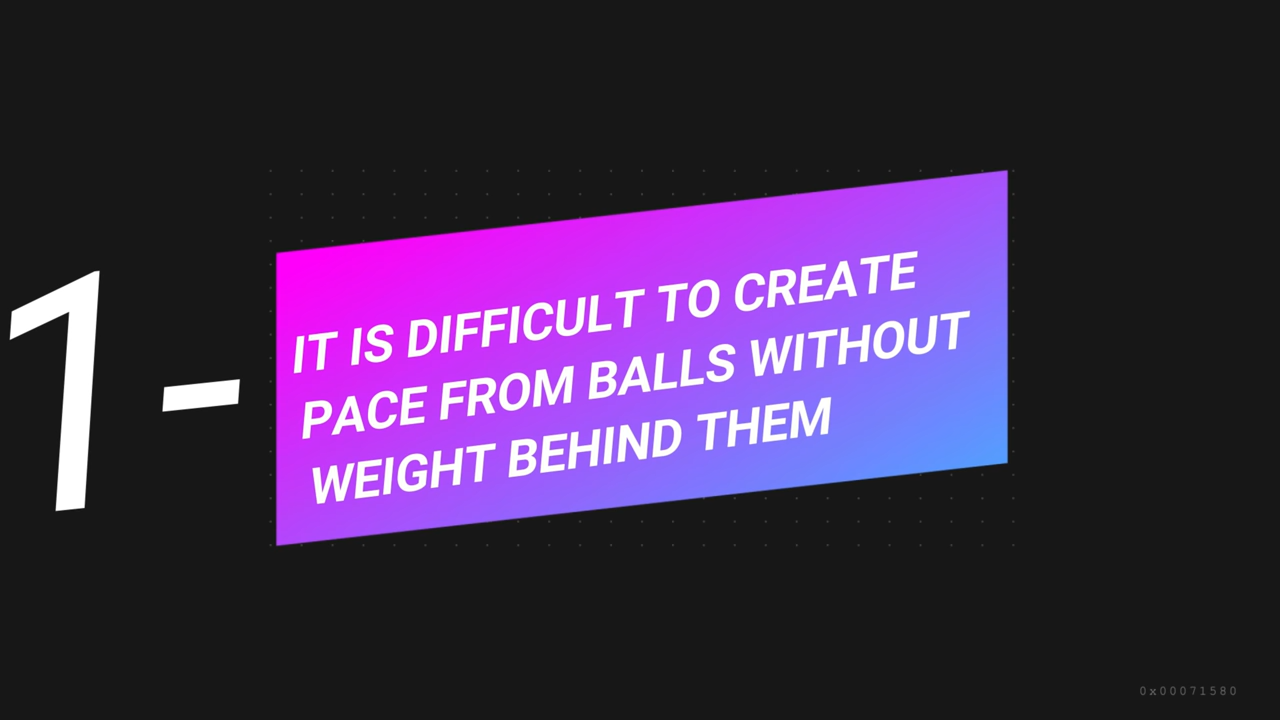 1-
IT IS DIFFICULT TO CREATE
PACE FROM BALLS WITHOUT
WEIGHT BEHIND THEM
0x00071580